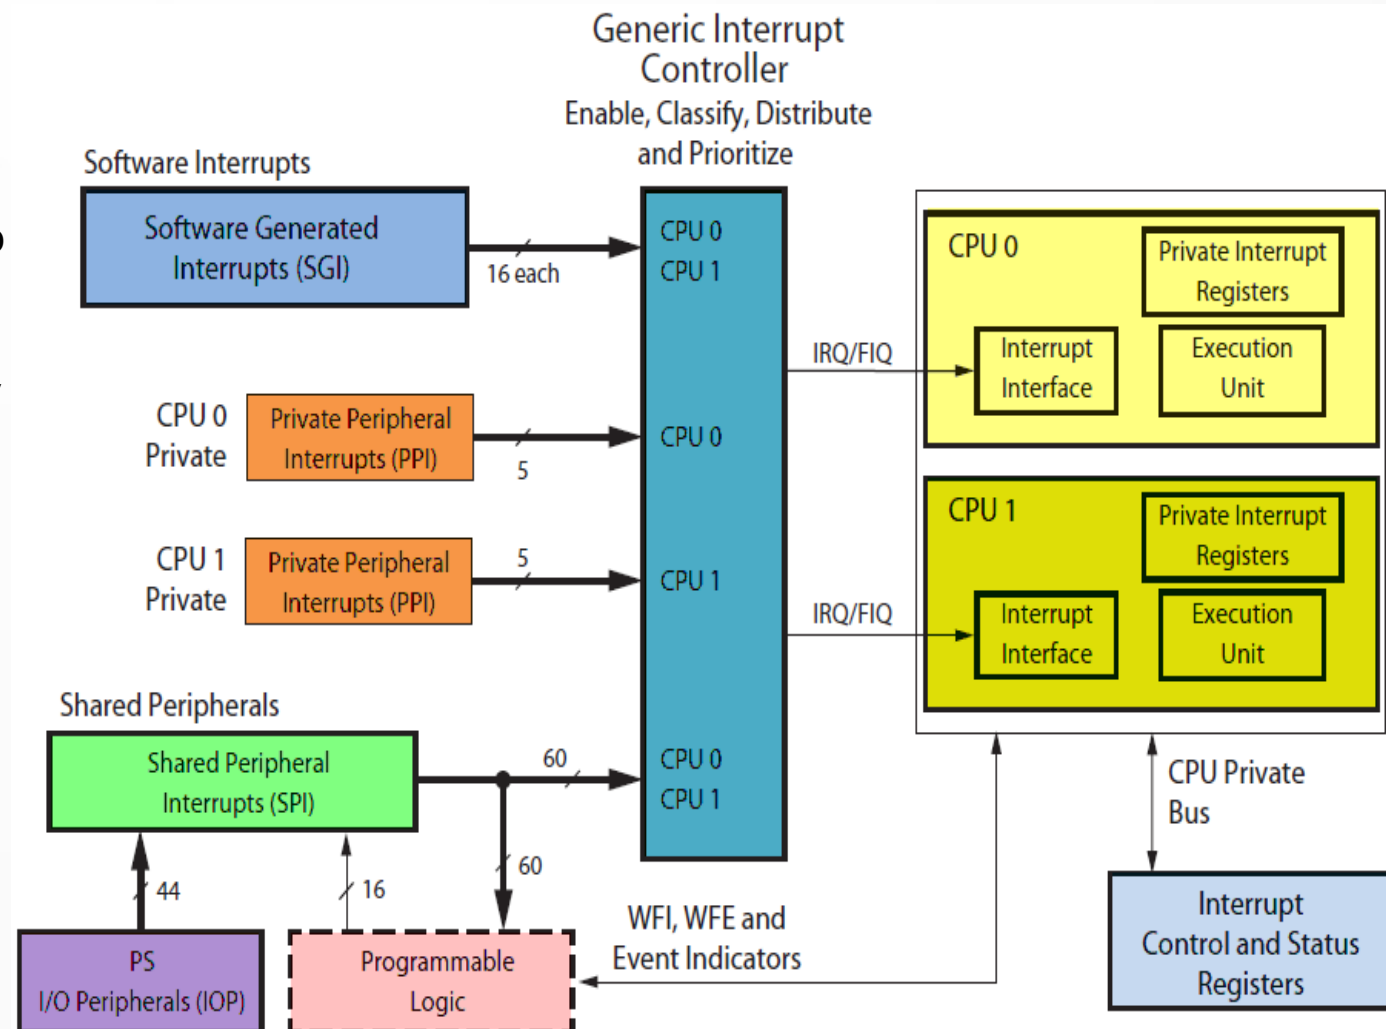 Generic Interrupt
Controller
Enable, Classify, Distribute
and Prioritize
Software Interrupts
Software Generated
Interrupts (SGI)
16 each
CPU 0
CPU 1
CPU 0
Private
Private Peripheral
Interrupts (PPI)
5
CPU 0
CPU 1
Private
Private Peripheral
Interrupts (PPI)
5
CPU 1
Shared Peripherals
Shared Peripheral
Interrupts (SPI)
60
CPU 0
CPU 1
60
44
16
PS
I/O Peripherals (IOP)
Programmable
Logic
IRQ/FIQ
CPU 0
Private Interrupt
Registers
Interrupt
Interface
Execution
Unit
IRQ/FIQ
CPU 1
Private Interrupt
Registers
Interrupt
Interface
Execution
Unit
WFI, WFE and
Event Indicators
CPU Private
Bus
Interrupt
Control and Status
Registers